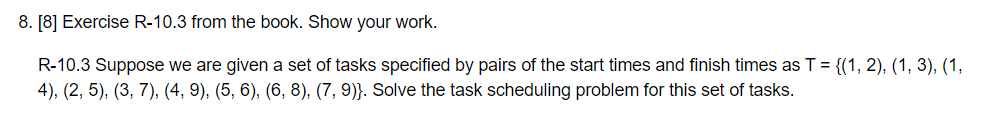 8. [8] Exercise R-10.3 from the book. Show your work.
R-10.3 Suppose we are given a set of tasks specified by pairs of the start times and finish times as T = {(1, 2), (1, 3), (1,
4), (2, 5), (3, 7), (4, 9), (5, 6), (6, 8), (7, 9)}. Solve the task scheduling problem for this set of tasks.